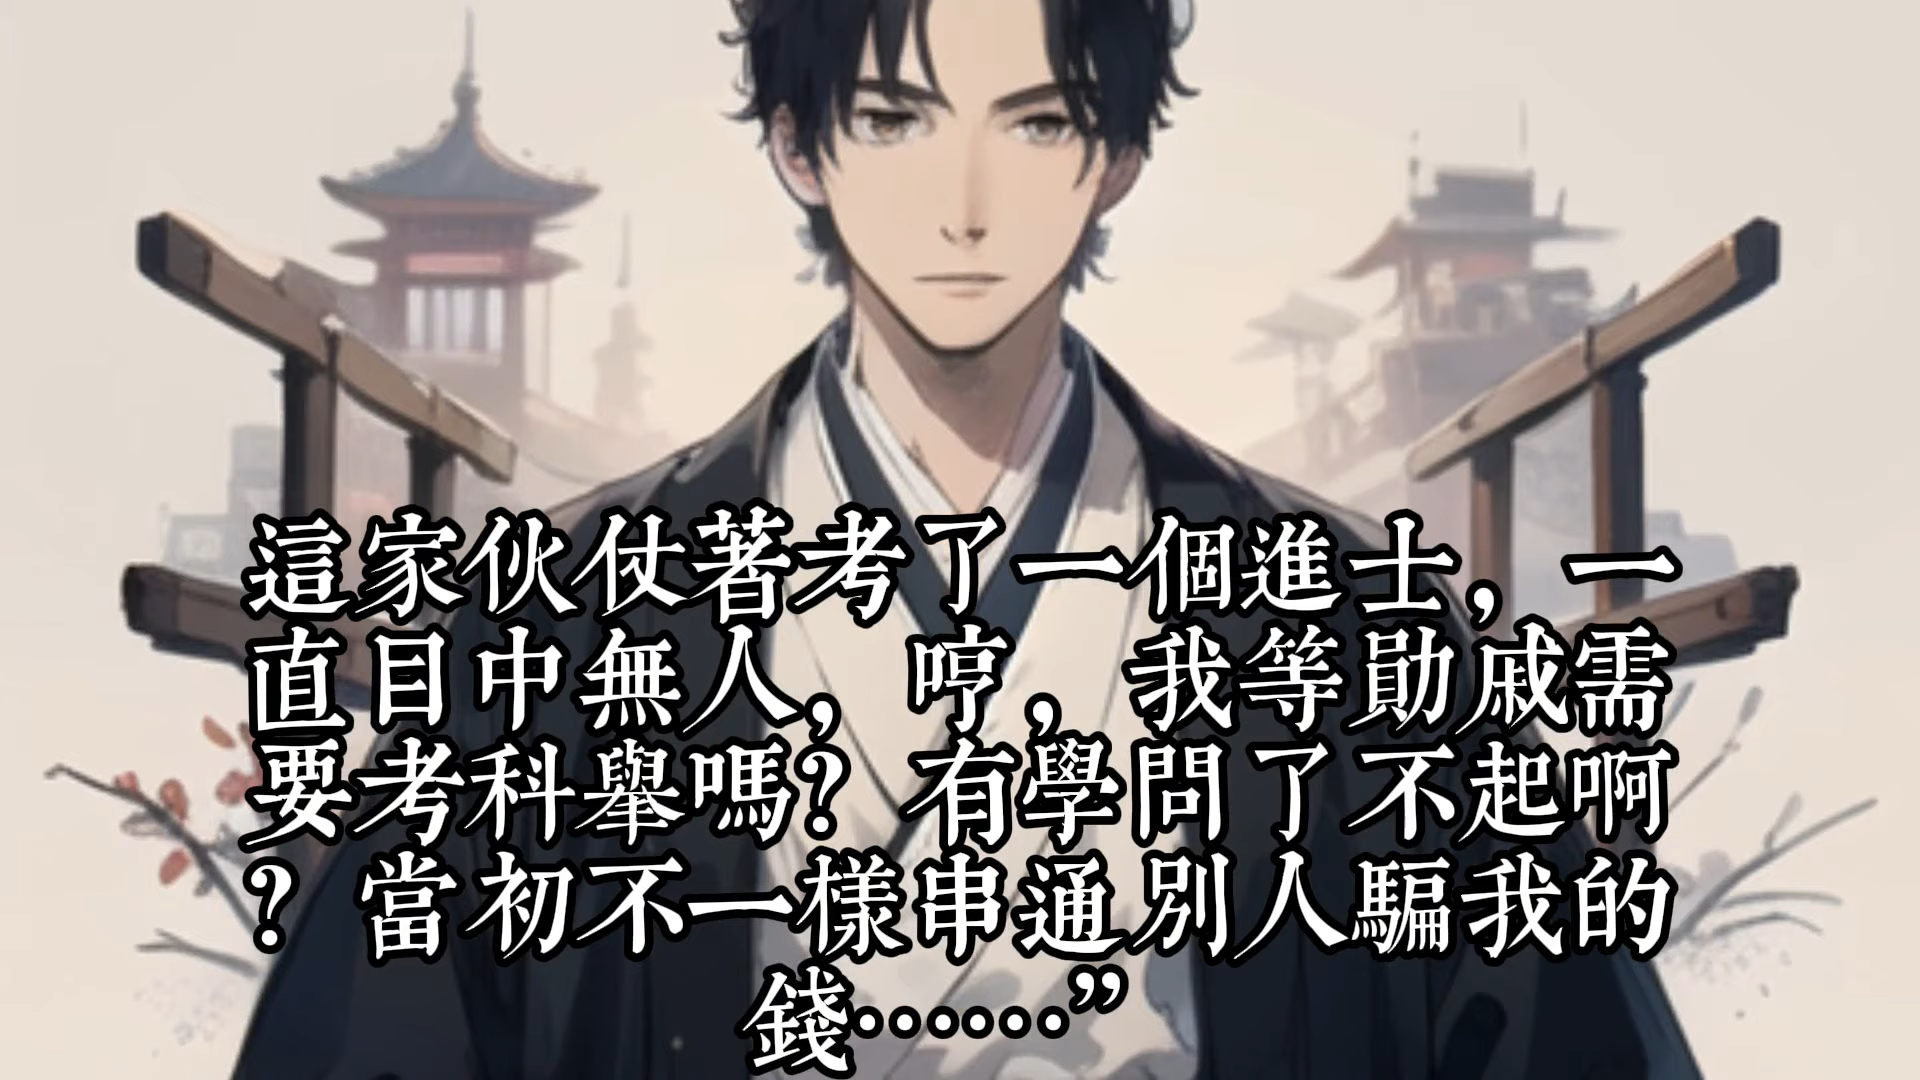 這家伙仗著考了一個進士，一
直目中無人，哼，我等勛戚需
要考科舉嗎？有學問了不起啊
？當初不一樣串通別人騙我的
錢……”